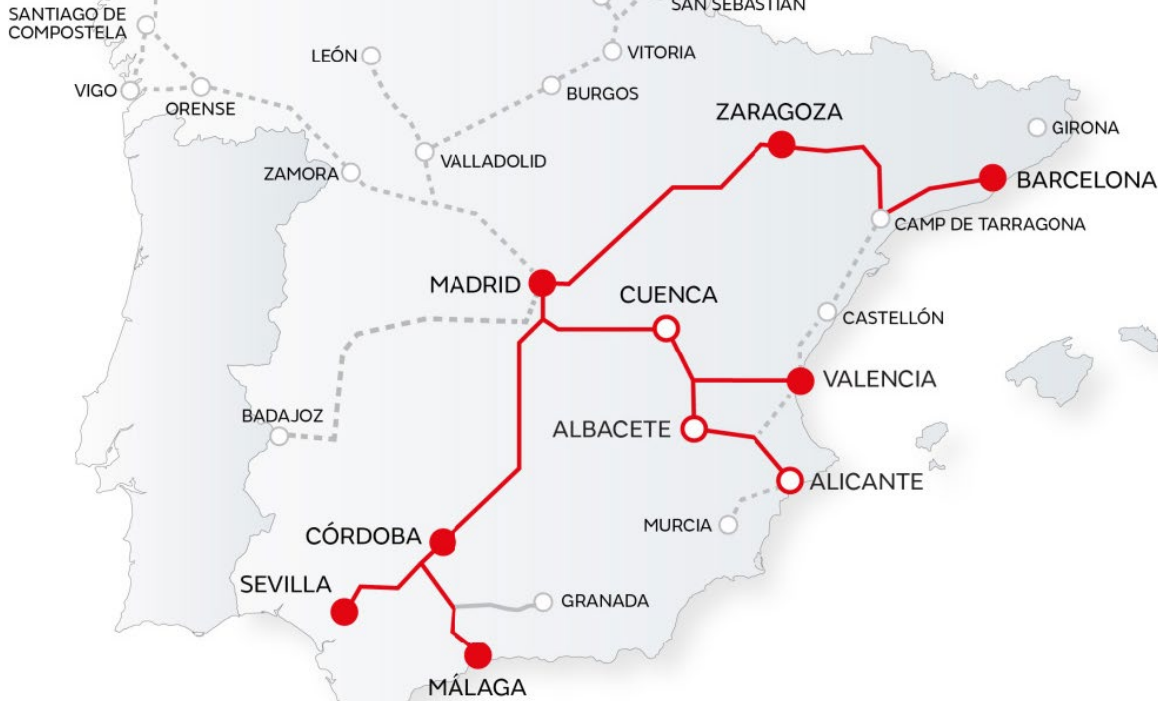 SAN SEBASTIÁN
SANTIAGO DE
COMPOSTELA
LEÓN
VITORIA
VIGO
ORENSE
BURGOS
ZARAGOZA
GIRONA
ZAMORA
VALLADOLID
BARCELONA
CAMP DE TARRAGONA
MADRID
CUENCA
CASTELLÓN
VALENCIA
BADAJOZ
ALBACETE
ALICANTE
MURCIA
CÓRDOBA
SEVILLA
GRANADA
MÁLAGA